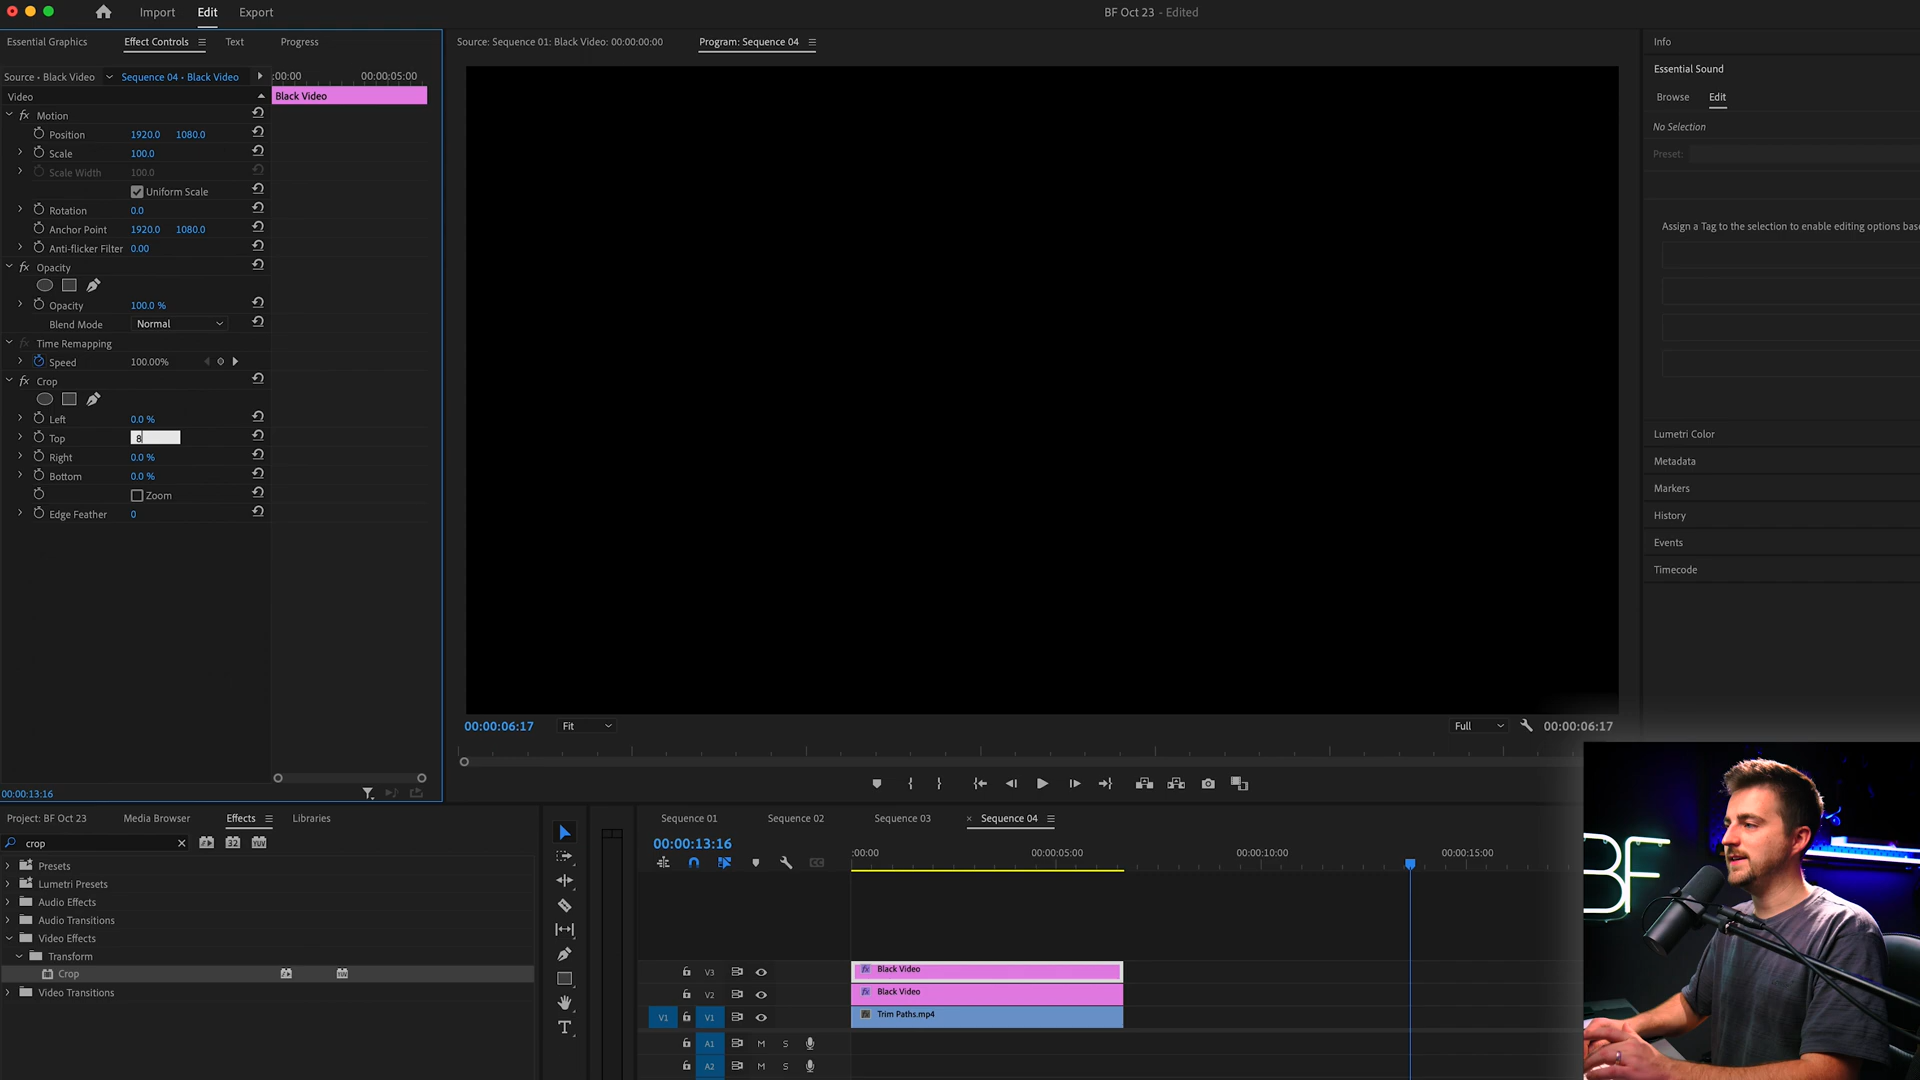 Import Edit Export
BF Oct 23 - Edited
Essential Graphics Effect Controls Text Progress
Source: Sequence 01: Black Video: 00:00:00:00 Program: Sequence 04
Info
Source • Black Video Sequence 04 • Black Video
:00:00 00:00:05:00
Essential Sound
Video
Black Video
Browse Edit
Motion
Position 1920.0 1080.0
No Selection
Scale 100.0
Preset:
Scale Width 100.0
Uniform Scale
Rotation 0.0
Anchor Point 1920.0 1080.0
Assign a Tag to the selection to enable editing options base
Anti-flicker Filter 0.00
Opacity
Opacity 100.0 %
Blend Mode Normal
Time Remapping
Speed 100.00%
Crop
Left 0.0 %
Top 8
Right 0.0 %
Bottom 0.0 %
Zoom
Edge Feather 0
Lumetri Color
Metadata
Markers
History
Events
Timecode
00:00:06:17 Fit Full 00:00:06:17
00:00:13:16
Project: BF Oct 23 Media Browser Effects Libraries
crop
32 YUV
Presets
Lumetri Presets
Audio Effects
Audio Transitions
Video Effects
Transform
Crop
Video Transitions
Sequence 01 Sequence 02 Sequence 03 × Sequence 04
00:00:13:16
CC
:00:00 00:00:05:00 00:00:10:00 00:00:15:00
V3 Black Video
V2 Black Video
V1 V1 Trim Paths.mp4
A1 M S
A2 M S
T
BF